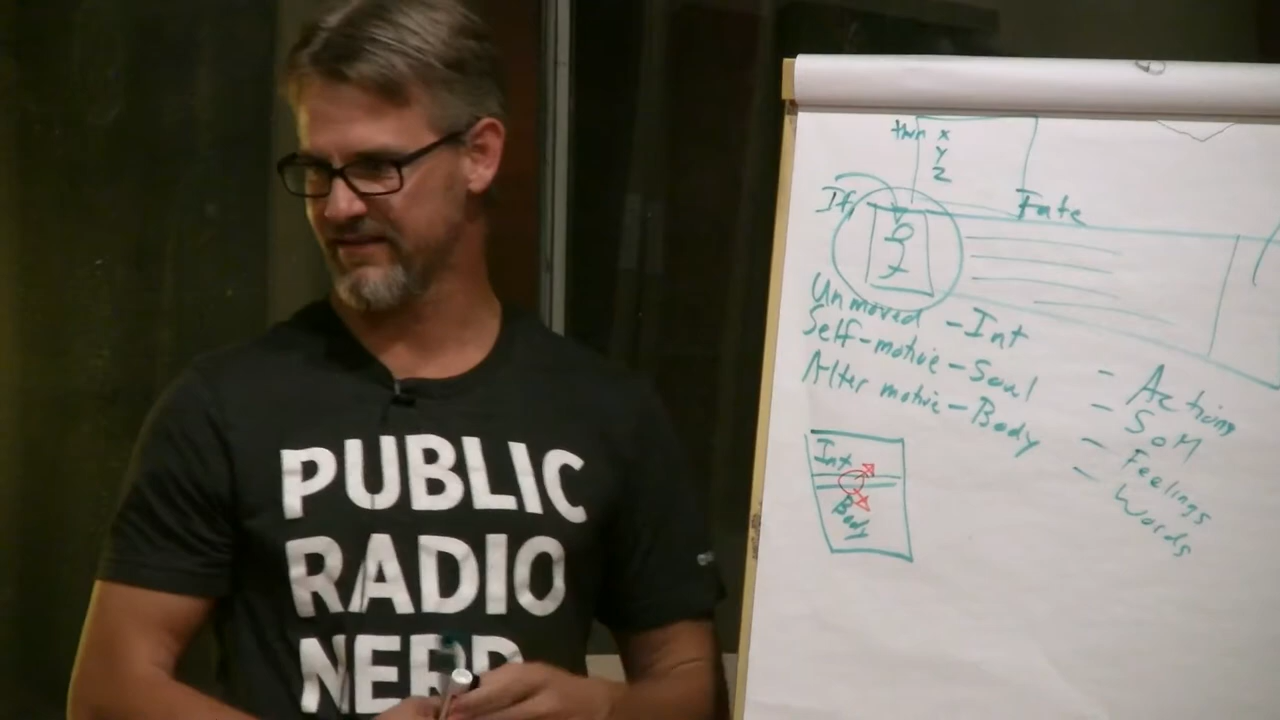 PUBLIC
RADIO
NERD
then x
y
z
If
Fate
Unmoved - Int
Self-motive - Soul
Alter motive - Body
- Actions
- SoM
- Feelings
- Words
Int
Body